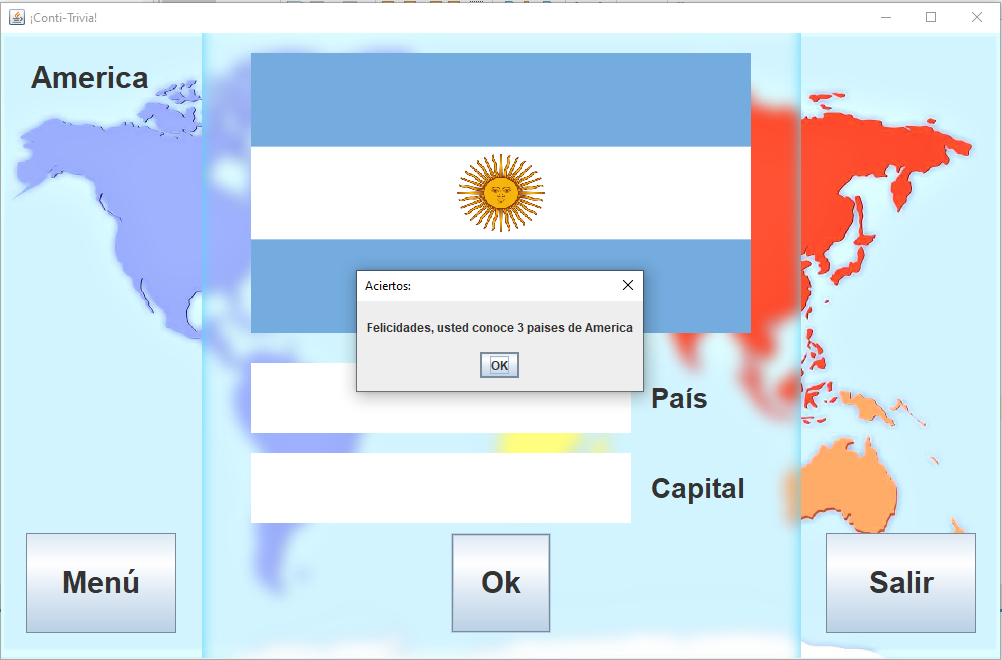 ¡Conti-Trivia!
America
Aciertos:
Felicidades, usted conoce 3 paises de America
OK
País
Capital
Menú
Ok
Salir